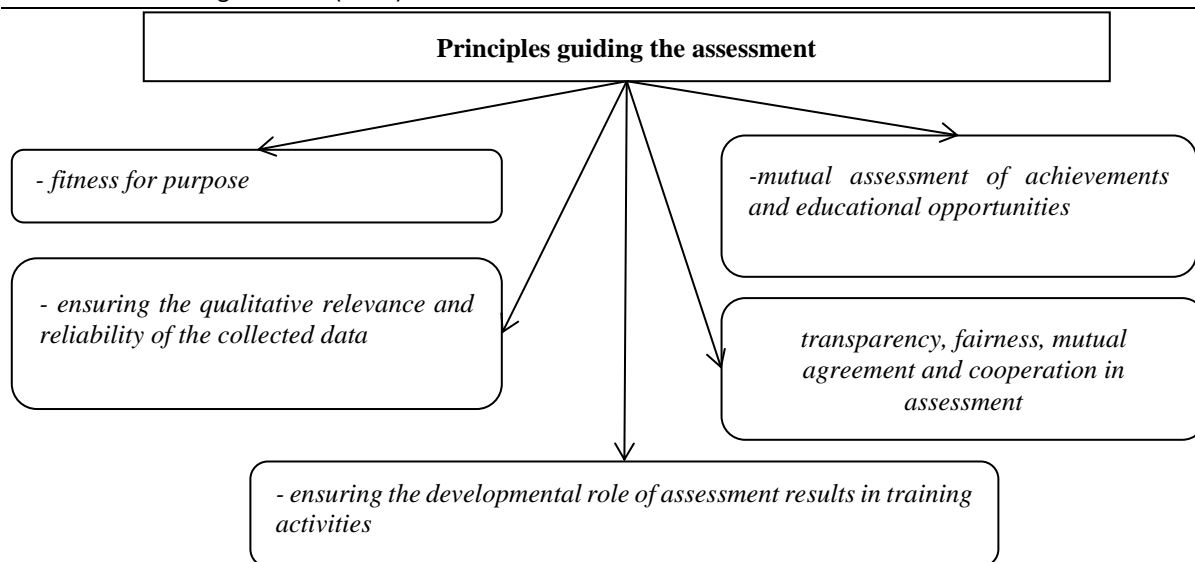 Principles guiding the assessment
- fitness for purpose
-mutual assessment of achievements
and educational opportunities
- ensuring the qualitative relevance and
reliability of the collected data
transparency, fairness, mutual
agreement and cooperation in
assessment
- ensuring the developmental role of assessment results in training
activities